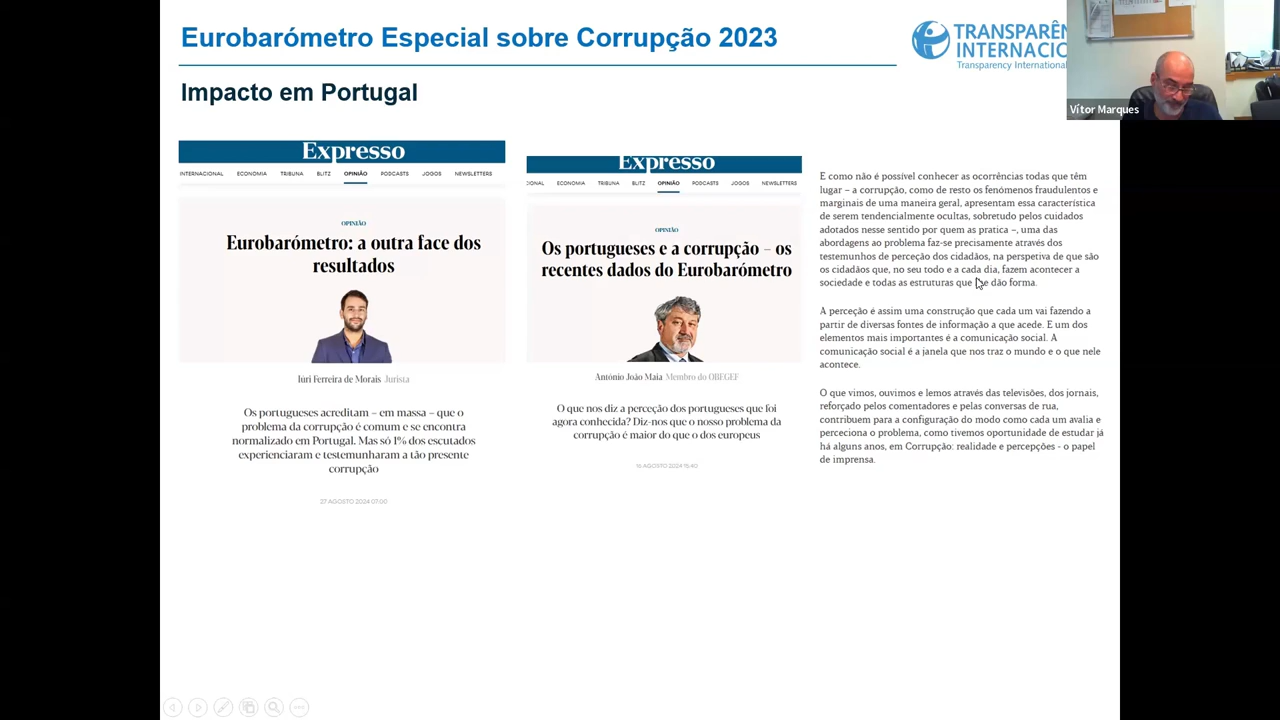 Eurobarómetro Especial sobre Corrupção 2023
TRANSPARÊN
INTERNACIO
Transparency International
Vítor Marques
Impacto em Portugal
Expresso
INTERNACIONAL ECONOMIA TRIBUNA BLITZ OPINIÃO PODCASTS JOGOS NEWSLETTERS
OPINIÃO
Eurobarómetro: a outra face dos
resultados
Iúri Ferreira de Morais Jurista
Os portugueses acreditam – em massa – que o
problema da corrupção é comum e se encontra
normalizado em Portugal. Mas só 1% dos escutados
experienciaram e testemunharam a tão presente
corrupção
27 AGOSTO 2024 07:00
Expresso
IONAL ECONOMIA TRIBUNA BLITZ OPINIÃO PODCASTS JOGOS NEWSLETTERS
OPINIÃO
Os portugueses e a corrupção – os
recentes dados do Eurobarómetro
António João Maia Membro do OBEGEF
O que nos diz a perceção dos portugueses que foi
agora conhecida? Diz-nos que o nosso problema da
corrupção é maior do que o dos europeus
AGOSTO 2024 15:40
E como não é possível conhecer as ocorrências todas que têm
lugar – a corrupção, como de resto os fenómenos fraudulentos e
marginais de uma maneira geral, apresentam essa característica
de serem tendencialmente ocultas, sobretudo pelos cuidados
adotados nesse sentido por quem as pratica –, uma das
abordagens ao problema faz-se precisamente através dos
testemunhos de perceção dos cidadãos, na perspetiva de que são
os cidadãos que, no seu todo e a cada dia, fazem acontecer a
sociedade e todas as estruturas que lhe dão forma.
A perceção é assim uma construção que cada um vai fazendo a
partir de diversas fontes de informação a que acede. E um dos
elementos mais importantes é a comunicação social. A
comunicação social é a janela que nos traz o mundo e o que nele
acontece.
O que vimos, ouvimos e lemos através das televisões, dos jornais,
reforçado pelos comentadores e pelas conversas de rua,
contribuem para a configuração do modo como cada um avalia e
perceciona o problema, como tivemos oportunidade de estudar já
há alguns anos, em Corrupção: realidade e percepções - o papel
de imprensa.